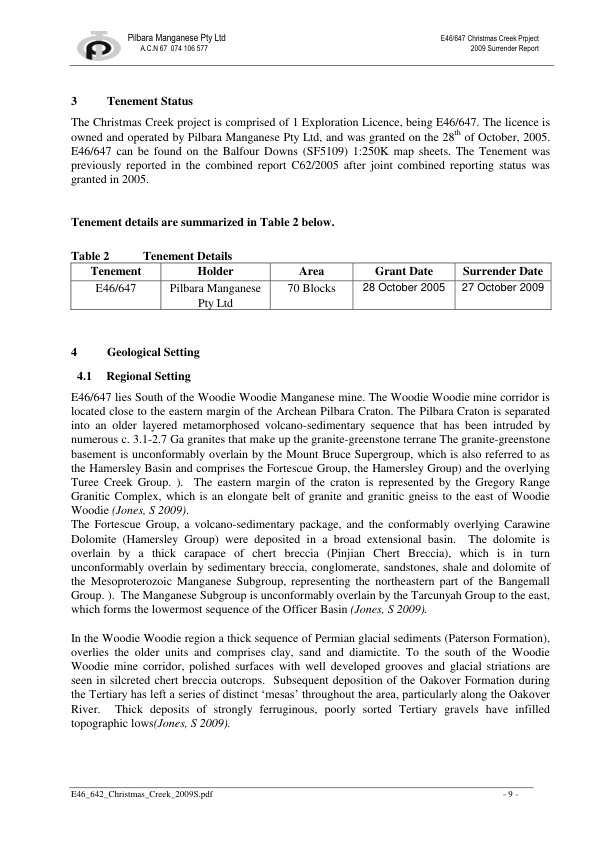 Pilbara Manganese Pty Ltd
A.C.N 67 074 106 577
E46/647 Christmas Creek Prpject
2009 Surrender Report
3 Tenement Status
The Christmas Creek project is comprised of 1 Exploration Licence, being E46/647. The licence is
owned and operated by Pilbara Manganese Pty Ltd, and was granted on the 28th of October, 2005.
E46/647 can be found on the Balfour Downs (SF5109) 1:250K map sheets. The Tenement was
previously reported in the combined report C62/2005 after joint combined reporting status was
granted in 2005.
Tenement details are summarized in Table 2 below.
Table 2 Tenement Details
Tenement Holder Area Grant Date Surrender Date
E46/647 Pilbara Manganese 70 Blocks 28 October 2005 27 October 2009
Pty Ltd
4 Geological Setting
4.1 Regional Setting
E46/647 lies South of the Woodie Woodie Manganese mine. The Woodie Woodie mine corridor is
located close to the eastern margin of the Archean Pilbara Craton. The Pilbara Craton is separated
into an older layered metamorphosed volcano-sedimentary sequence that has been intruded by
numerous c. 3.1-2.7 Ga granites that make up the granite-greenstone terrane The granite-greenstone
basement is unconformably overlain by the Mount Bruce Supergroup, which is also referred to as
the Hamersley Basin and comprises the Fortescue Group, the Hamersley Group) and the overlying
Turee Creek Group. ). The eastern margin of the craton is represented by the Gregory Range
Granitic Complex, which is an elongate belt of granite and granitic gneiss to the east of Woodie
Woodie (Jones, S 2009).
The Fortescue Group, a volcano-sedimentary package, and the conformably overlying Carawine
Dolomite (Hamersley Group) were deposited in a broad extensional basin. The dolomite is
overlain by a thick carapace of chert breccia (Pinjian Chert Breccia), which is in turn
unconformably overlain by sedimentary breccia, conglomerate, sandstones, shale and dolomite of
the Mesoproterozoic Manganese Subgroup, representing the northeastern part of the Bangemall
Group. ). The Manganese Subgroup is unconformably overlain by the Tarcunyah Group to the east,
which forms the lowermost sequence of the Officer Basin (Jones, S 2009).
In the Woodie Woodie region a thick sequence of Permian glacial sediments (Paterson Formation),
overlies the older units and comprises clay, sand and diamictite. To the south of the Woodie
Woodie mine corridor, polished surfaces with well developed grooves and glacial striations are
seen in silcreted chert breccia outcrops. Subsequent deposition of the Oakover Formation during
the Tertiary has left a series of distinct ‘mesas’ throughout the area, particularly along the Oakover
River. Thick deposits of strongly ferruginous, poorly sorted Tertiary gravels have infilled
topographic lows(Jones, S 2009).
E46_642_Christmas_Creek_2009S.pdf - 9 -